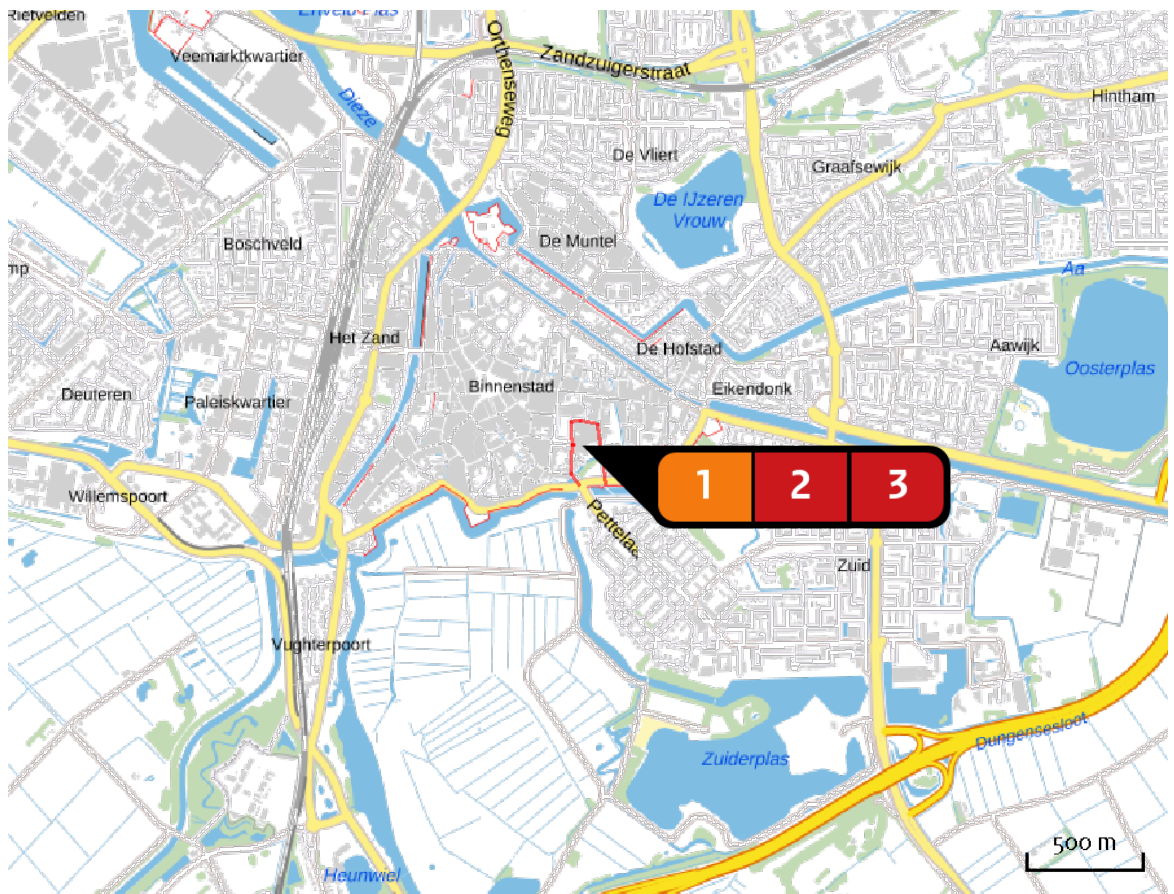 Rietvelden
Veemarktkwartier
Orthenseweg
Zandzuigerstraat
Hintham
Dieze
De Vliert
Graafsewijk
De IJzeren
Vrouw
Boschveld
De Muntel
Aa
Het Zand
De Hofstad
Aawijk
Oosterplas
Binnenstad
Eikendonk
Deuteren
Paleiskwartier
1
2
3
Willemspoort
Zuid
Vughterpoort
Dungensesloot
Zuiderplas
500 m
Heunwiel